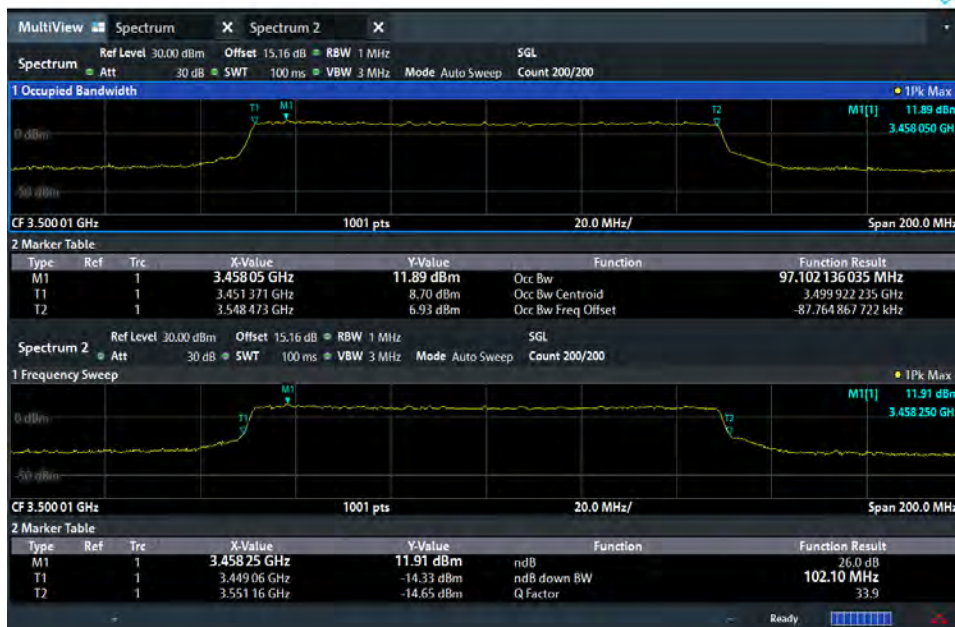 MultiView Spectrum X Spectrum 2 X
Spectrum Ref Level 30.00 dBm Offset 15.16 dB RBW 1 MHz SGL
Att 30 dB SWT 100 ms VBW 3 MHz Mode Auto Sweep Count 200/200
1 Occupied Bandwidth 1Pk Max
T1 M1 T2 M1[1] 11.89 dBm
3.458 050 GH
0 dBm
-50 dBm
CF 3.500 01 GHz 1001 pts 20.0 MHz/ Span 200.0 MHz
2 Marker Table
Type Ref Trc X-Value Y-Value Function Function Result
M1 1 3.458 05 GHz 11.89 dBm Occ Bw 97.102 136 035 MHz
T1 1 3.451 371 GHz 8.70 dBm Occ Bw Centroid 3.499 922 235 GHz
T2 1 3.548 473 GHz 6.93 dBm Occ Bw Freq Offset -87.764 867 722 kHz
Spectrum 2 Ref Level 30.00 dBm Offset 15.16 dB RBW 1 MHz SGL
Att 30 dB SWT 100 ms VBW 3 MHz Mode Auto Sweep Count 200/200
1 Frequency Sweep 1Pk Max
M1 M1[1] 11.91 dBm
3.458 250 GH
0 dBm T1 T2
-50 dBm
CF 3.500 01 GHz 1001 pts 20.0 MHz/ Span 200.0 MHz
2 Marker Table
Type Ref Trc X-Value Y-Value Function Function Result
M1 1 3.458 25 GHz 11.91 dBm ndB 26.0 dB
T1 1 3.449 06 GHz -14.33 dBm ndB down BW 102.10 MHz
T2 1 3.551 16 GHz -14.65 dBm Q Factor 33.9
Ready